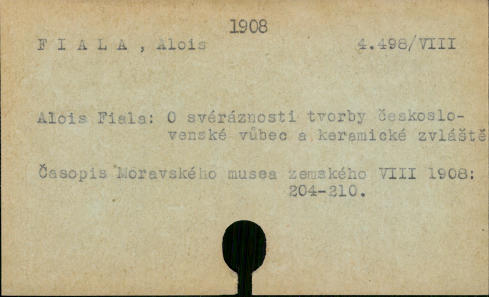 1908
F I A L A , Alois 4.498/VIII
Alois Fiala: O svéráznosti tvorby českoslo-
venské vůbec a keramické zvláště
Časopis Moravského musea zemského VIII 1908:
204-210.